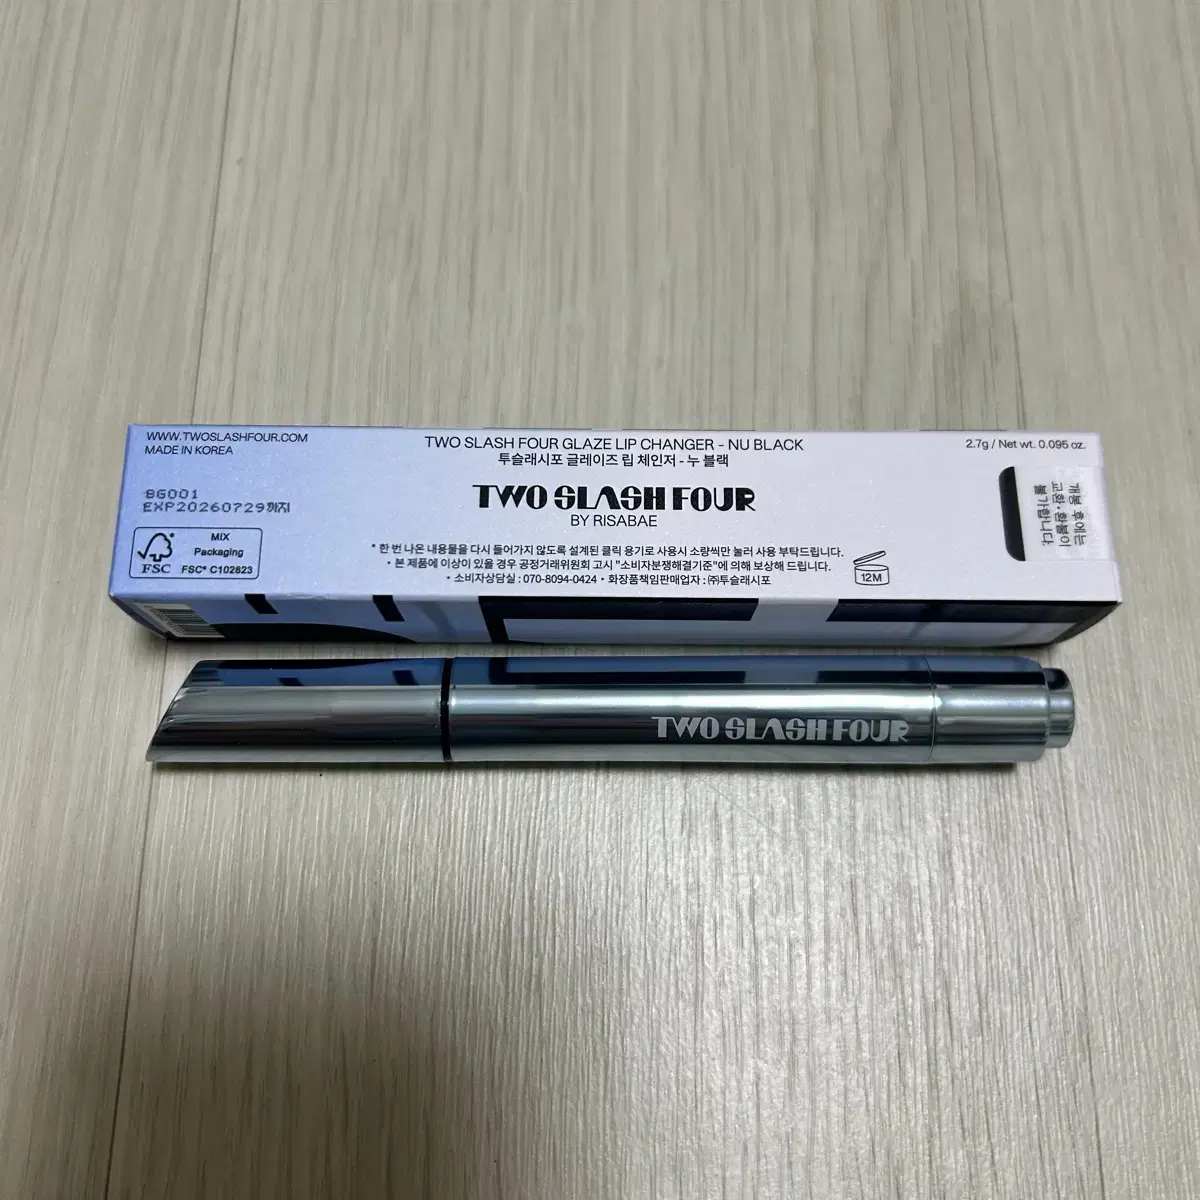 WWW.TWOSLASHFOUR.COM
MADE IN KOREA
BG001
EXP20260729까지
FSC
MIX
Packaging
FSC® C102823
TWO SLASH FOUR GLAZE LIP CHANGER - NU BLACK
투슬래시포 글레이즈 립 체인저 - 누 블랙
TWO SLASH FOUR
BY RISABAE
* 한 번 나온 내용물을 다시 들어가지 않도록 설계된 클릭 용기로 사용시 소량씩만 눌러 사용 부탁드립니다.
• 본 제품에 이상이 있을 경우 공정거래위원회 고시 "소비자분쟁해결기준"에 의해 보상해 드립니다.
• 소비자상담실 : 070-8094-0424 • 화장품책임판매업자 : ㈜투슬래시포
12M
2.7g / Net wt. 0.095 oz.
개봉 후에는
교환·환불이
불가합니다.
TWO SLASH FOUR